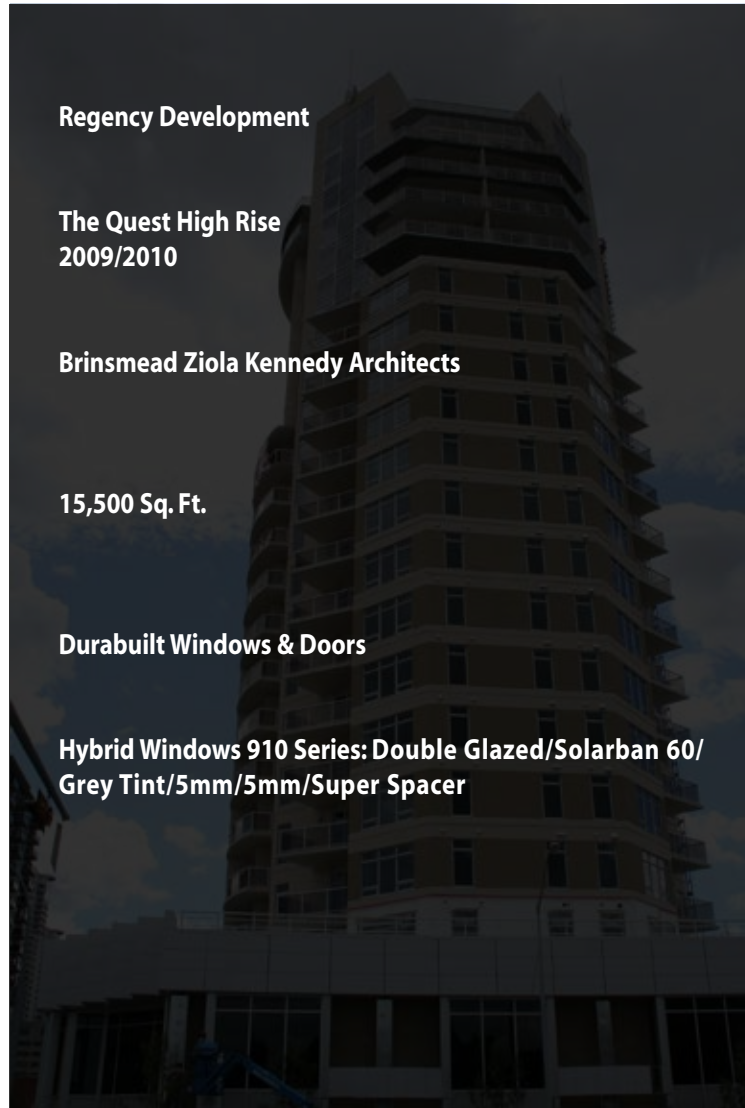 Regency Development
The Quest High Rise
2009/2010
Brinsmead Ziola Kennedy Architects
15,500 Sq. Ft.
Durabuilt Windows & Doors
Hybrid Windows 910 Series: Double Glazed/Solarban 60/
Grey Tint/5mm/5mm/Super Spacer